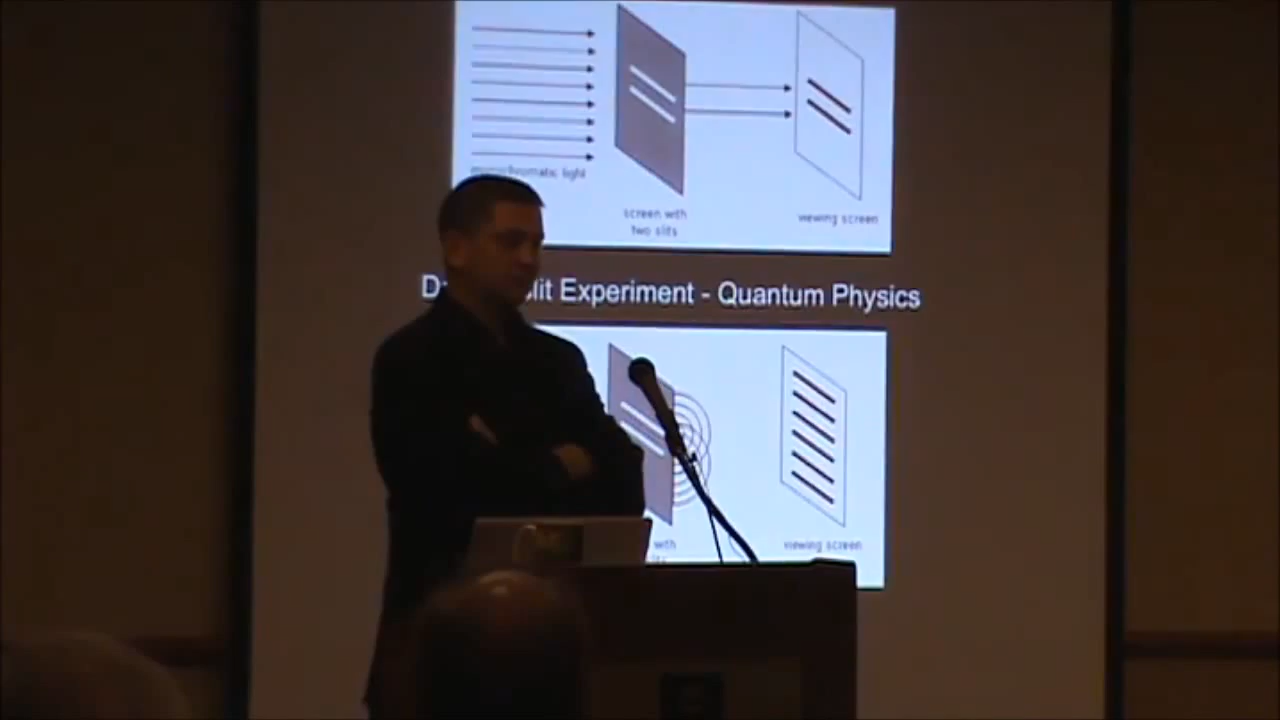 monochromatic light
screen with
two slits
viewing screen
D lit Experiment - Quantum Physics
with
viewing screen